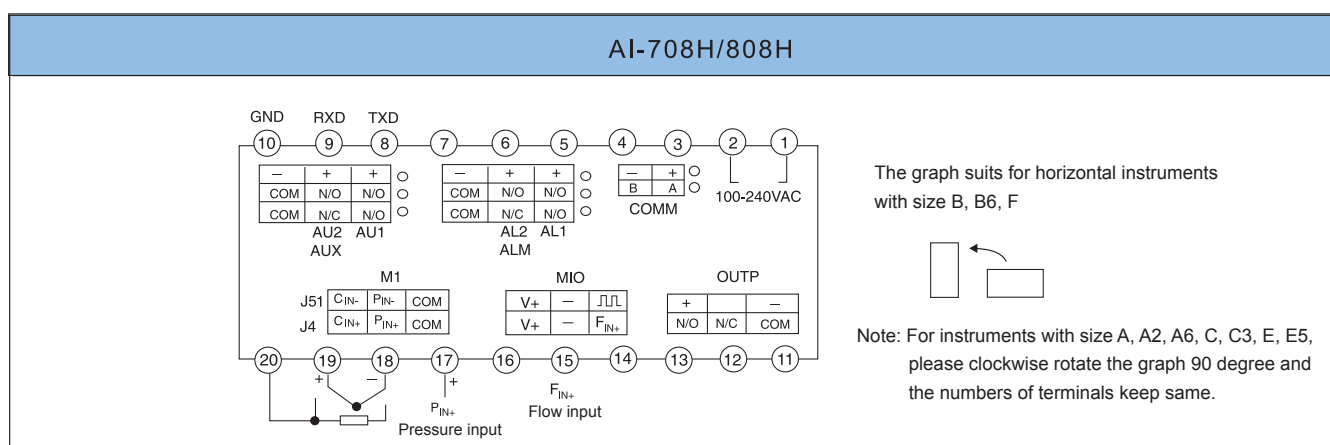 AI-708H/808H
GND RXD TXD
10 9 8 7 6 5 4 3 2 1
− + + − + + − +
COM N/O N/O COM N/O N/O B A
COM N/C N/O COM N/C N/O COMM 100-240VAC
AU2 AU1 AL2 AL1
AUX ALM
M1 MIO OUTP
J51 CIN- PIN- COM V+ − + −
J4 CIN+ PIN+ COM V+ − FIN+ N/O N/C COM
20 19 18 17 16 15 14 13 12 11
+ − +
PIN+ FIN+
Pressure input Flow input
The graph suits for horizontal instruments
with size B, B6, F
Note: For instruments with size A, A2, A6, C, C3, E, E5,
please clockwise rotate the graph 90 degree and
the numbers of terminals keep same.